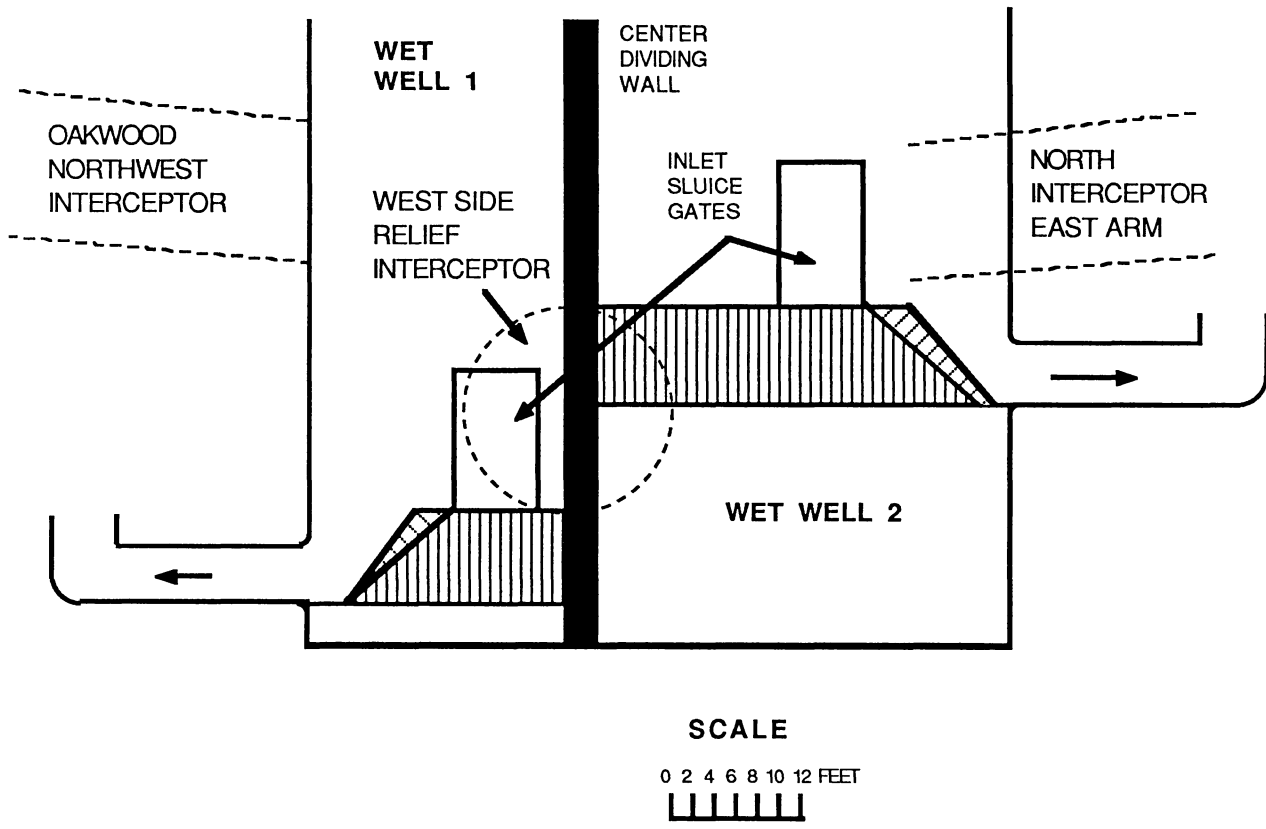 WET
WELL 1
CENTER
DIVIDING
WALL
OAKWOOD
NORTHWEST
INTERCEPTOR
WEST SIDE
RELIEF
INTERCEPTOR
INLET
SLUICE
GATES
NORTH
INTERCEPTOR
EAST ARM
WET WELL 2
SCALE
0 2 4 6 8 10 12 FEET